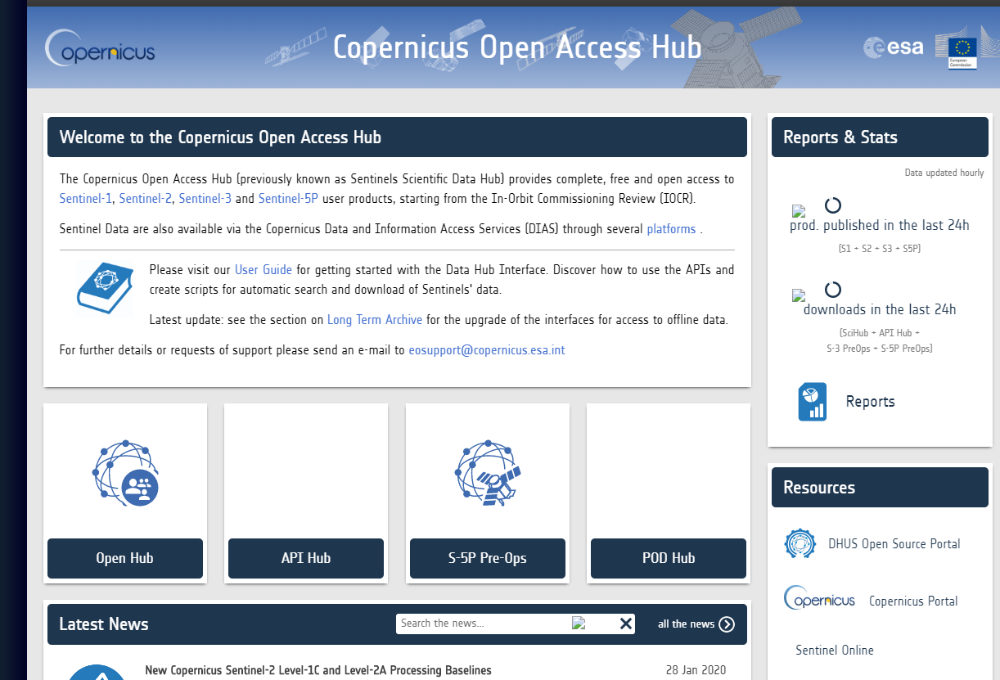 Copernicus
Copernicus Open Access Hub
esa
European
Commission
Welcome to the Copernicus Open Access Hub
The Copernicus Open Access Hub (previously known as Sentinels Scientific Data Hub) provides complete, free and open access to
Sentinel-1, Sentinel-2, Sentinel-3 and Sentinel-5P user products, starting from the In-Orbit Commissioning Review (IOCR).
Sentinel Data are also available via the Copernicus Data and Information Access Services (DIAS) through several platforms .
Please visit our User Guide for getting started with the Data Hub Interface. Discover how to use the APIs and
create scripts for automatic search and download of Sentinels' data.
Latest update: see the section on Long Term Archive for the upgrade of the interfaces for access to offline data.
For further details or requests of support please send an e-mail to eosupport@copernicus.esa.int
Open Hub
API Hub
S-5P Pre-Ops
POD Hub
Latest News
Search the news...
all the news
New Copernicus Sentinel-2 Level-1C and Level-2A Processing Baselines
28 Jan 2020
Reports & Stats
Data updated hourly
prod. published in the last 24h
(S1 + S2 + S3 + S5P)
downloads in the last 24h
(SciHub + API Hub +
S-3 PreOps + S-5P PreOps)
Reports
Resources
DHUS Open Source Portal
Copernicus
Copernicus Portal
Sentinel Online